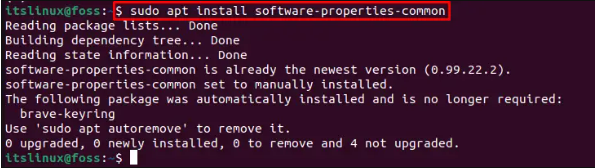 itslinux@foss:~$ sudo apt install software-properties-common
Reading package lists... Done
Building dependency tree... Done
Reading state information... Done
software-properties-common is already the newest version (0.99.22.2).
software-properties-common set to manually installed.
The following package was automatically installed and is no longer required:
  brave-keyring
Use 'sudo apt autoremove' to remove it.
0 upgraded, 0 newly installed, 0 to remove and 4 not upgraded.
itslinux@foss:~$